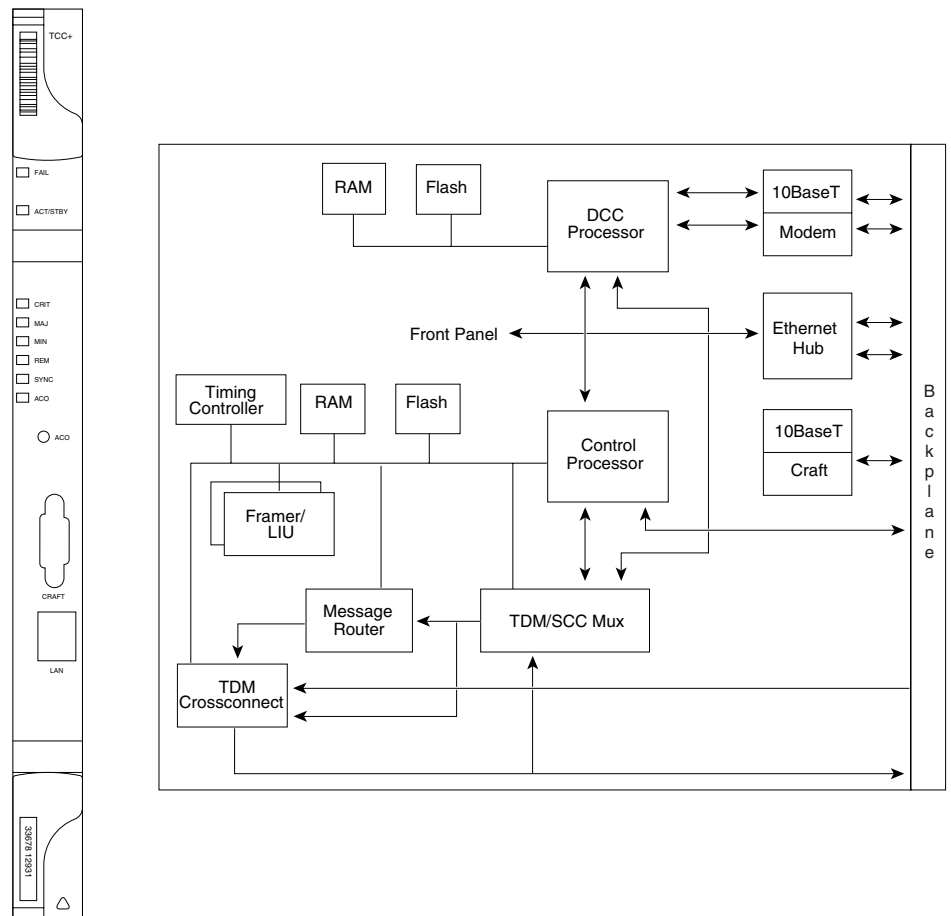 TCC+
FAIL
ACT/STBY
CRIT
MAJ
MIN
REM
SYNC
ACO
ACO
CRAFT
LAN
33678 12931
RAM
Flash
DCC
Processor
10BaseT
Modem
Front Panel
Ethernet
Hub
Timing
Controller
RAM
Flash
Control
Processor
10BaseT
Craft
Framer/
LIU
Message
Router
TDM/SCC Mux
TDM
Crossconnect
Backplane